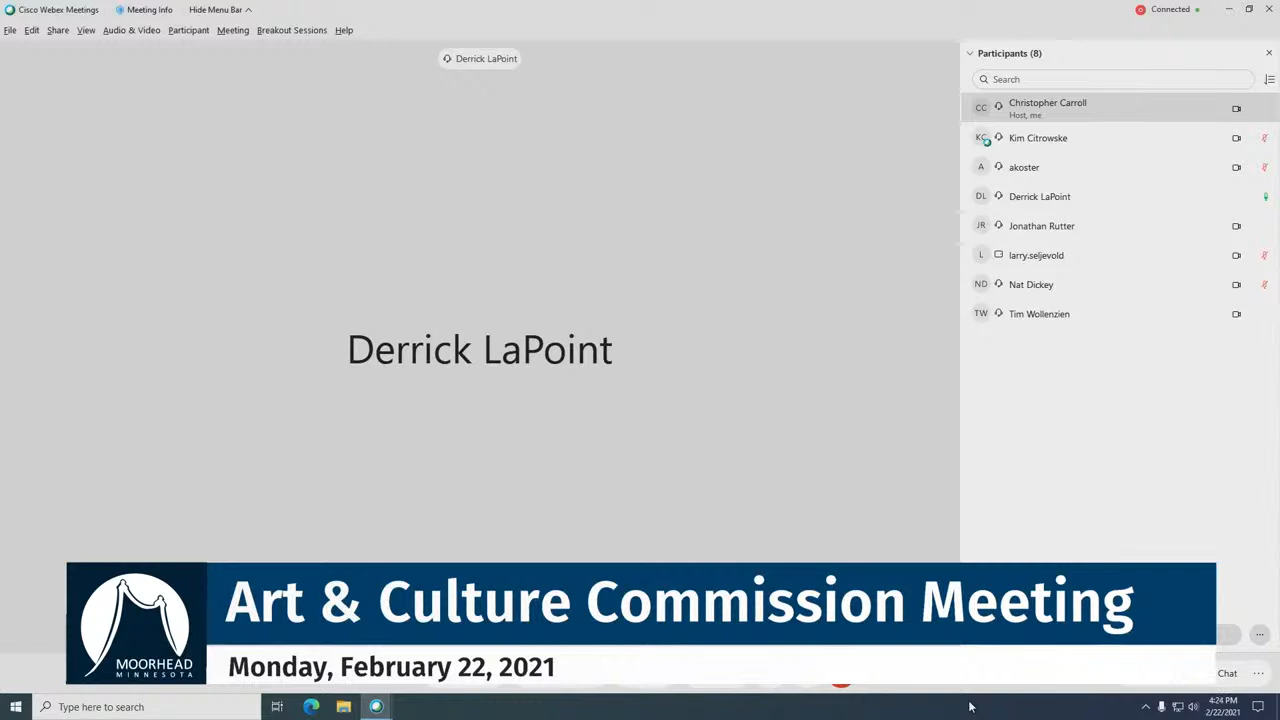 Cisco Webex Meetings
Meeting Info
Hide Menu Bar
Connected
File Edit Share View Audio & Video Participant Meeting Breakout Sessions Help
Derrick LaPoint
Participants (8)
Search
CC Christopher Carroll
Host, me
KC Kim Citrowske
A akoster
DL Derrick LaPoint
JR Jonathan Rutter
L larry.seljevold
ND Nat Dickey
TW Tim Wollenzien
Derrick LaPoint
Art & Culture Commission Meeting
Monday, February 22, 2021
MOORHEAD
MINNESOTA
Chat
Type here to search
4:24 PM
2/22/2021